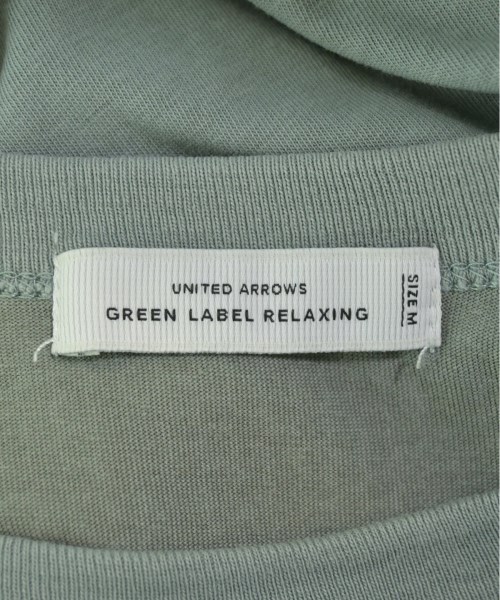 UNITED ARROWS
GREEN LABEL RELAXING
SIZE M